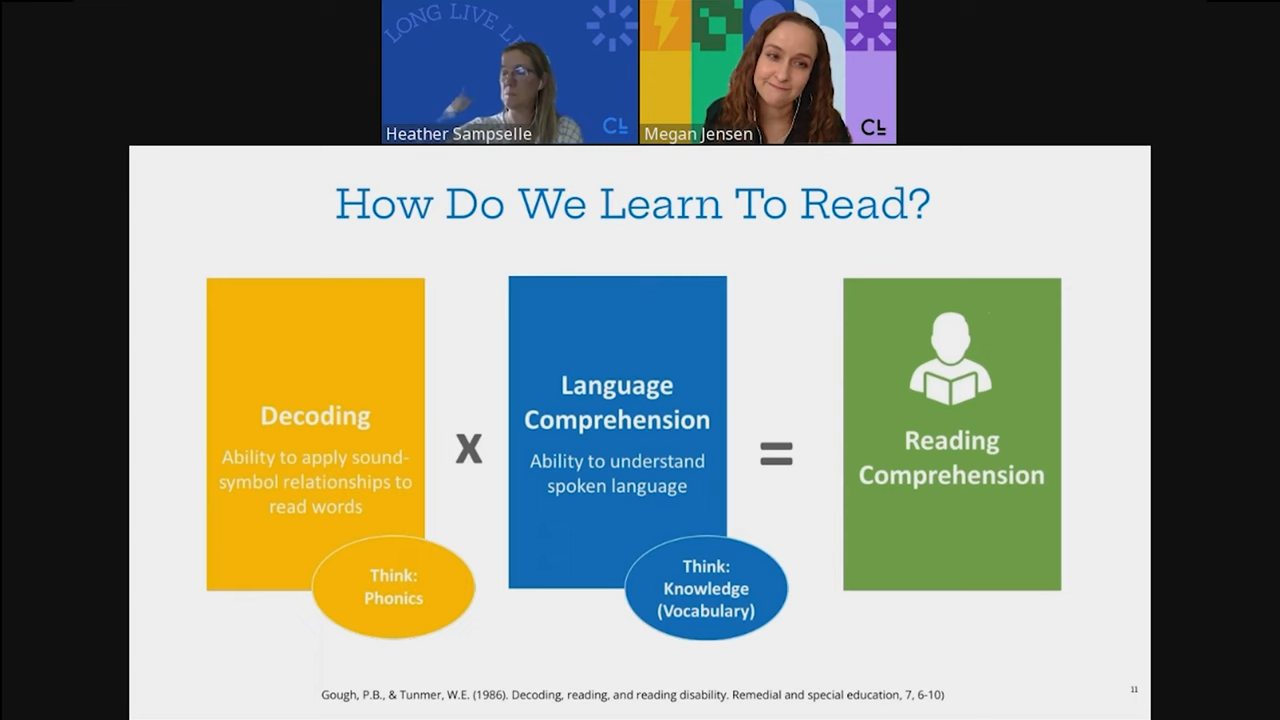 LONG LIVE
Heather Sampselle
CL
Megan Jensen
CL
How Do We Learn To Read?
Decoding
Ability to apply sound-
symbol relationships to
read words
Think:
Phonics
x
Language
Comprehension
Ability to understand
spoken language
Think:
Knowledge
(Vocabulary)
=
Reading
Comprehension
Gough, P.B., & Tunmer, W.E. (1986). Decoding, reading, and reading disability. Remedial and special education, 7, 6-10)
11